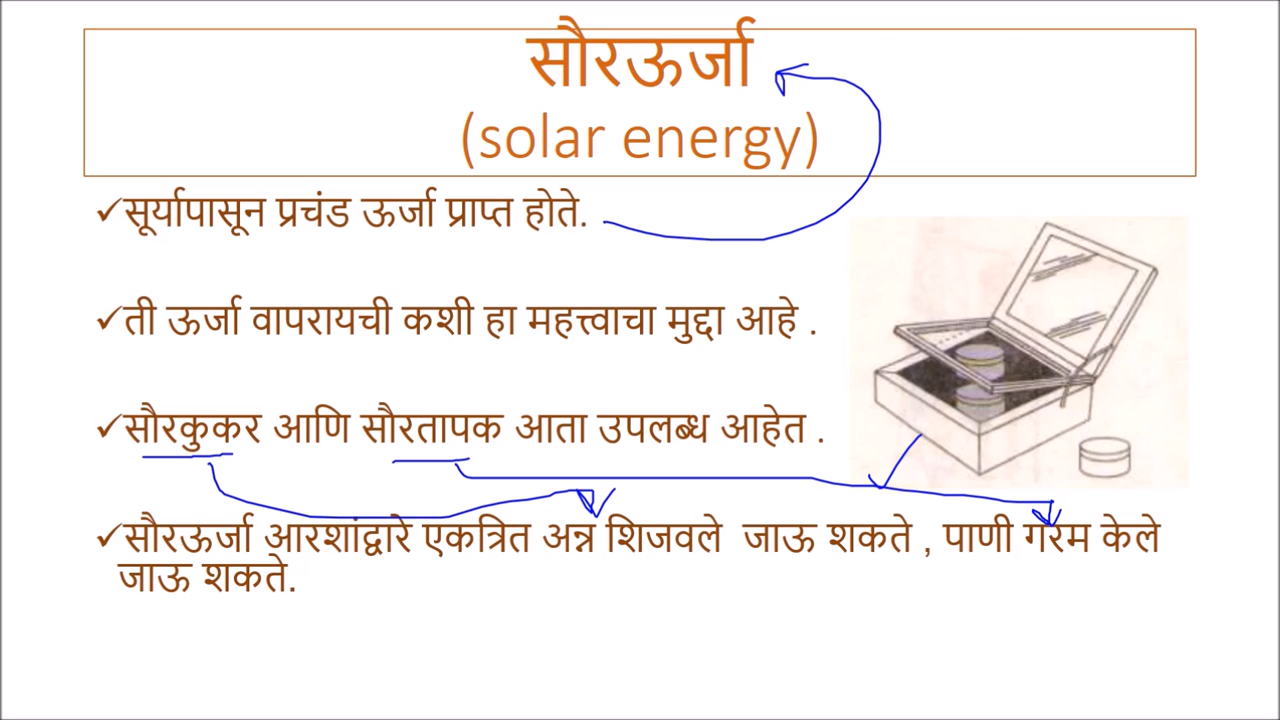 सौरऊर्जा
(solar energy)
✓सूर्यापासून प्रचंड ऊर्जा प्राप्त होते.
✓ती ऊर्जा वापरायची कशी हा महत्त्वाचा मुद्दा आहे .
✓सौरकुकर आणि सौरतापक आता उपलब्ध आहेत .
✓सौरऊर्जा आरशांद्वारे एकत्रित अन्न शिजवले जाऊ शकते , पाणी गरम केले
जाऊ शकते.